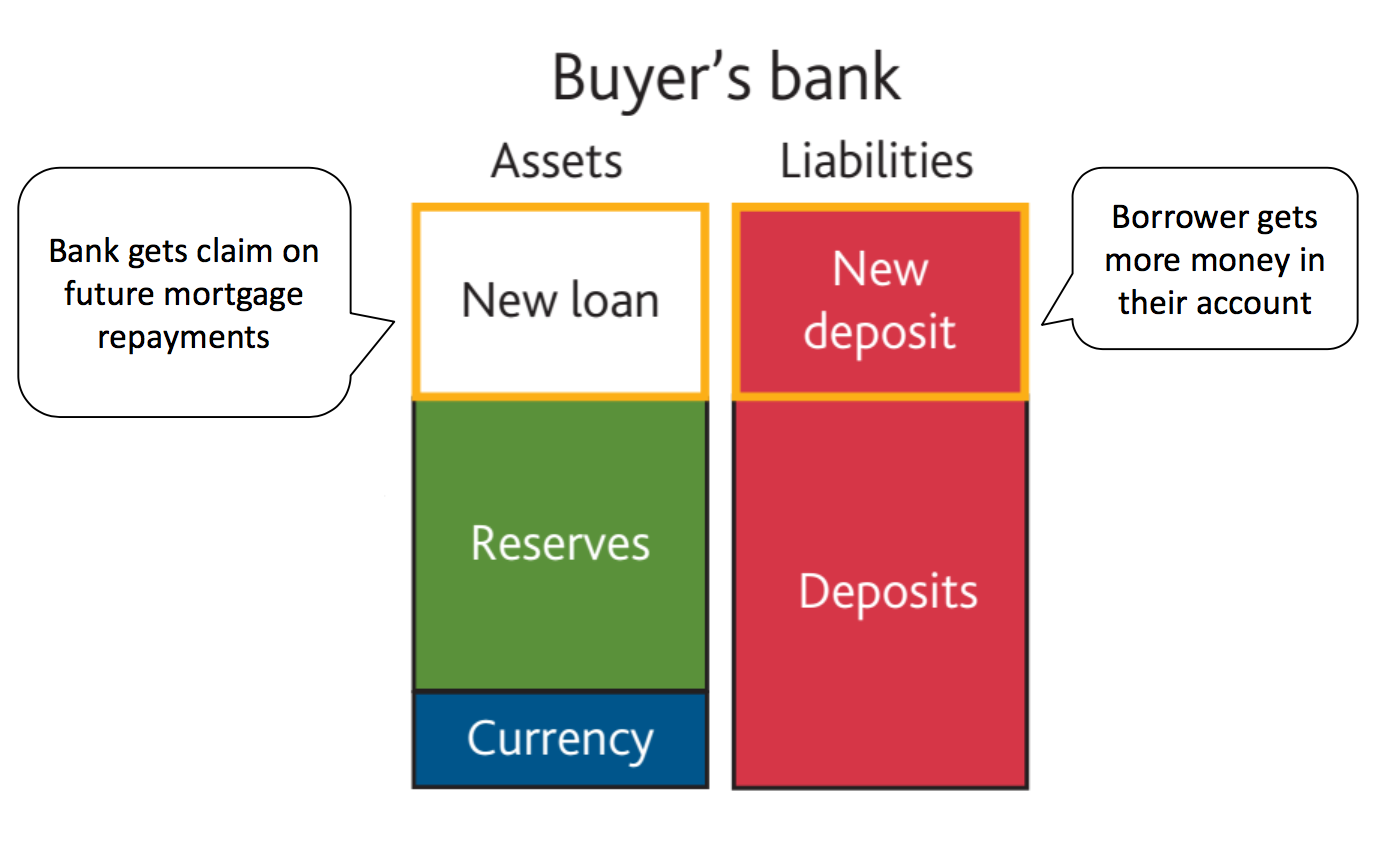 Buyer’s bank
Assets
Liabilities
Bank gets claim on
future mortgage
repayments
New loan
New
deposit
Borrower gets
more money in
their account
Reserves
Deposits
Currency